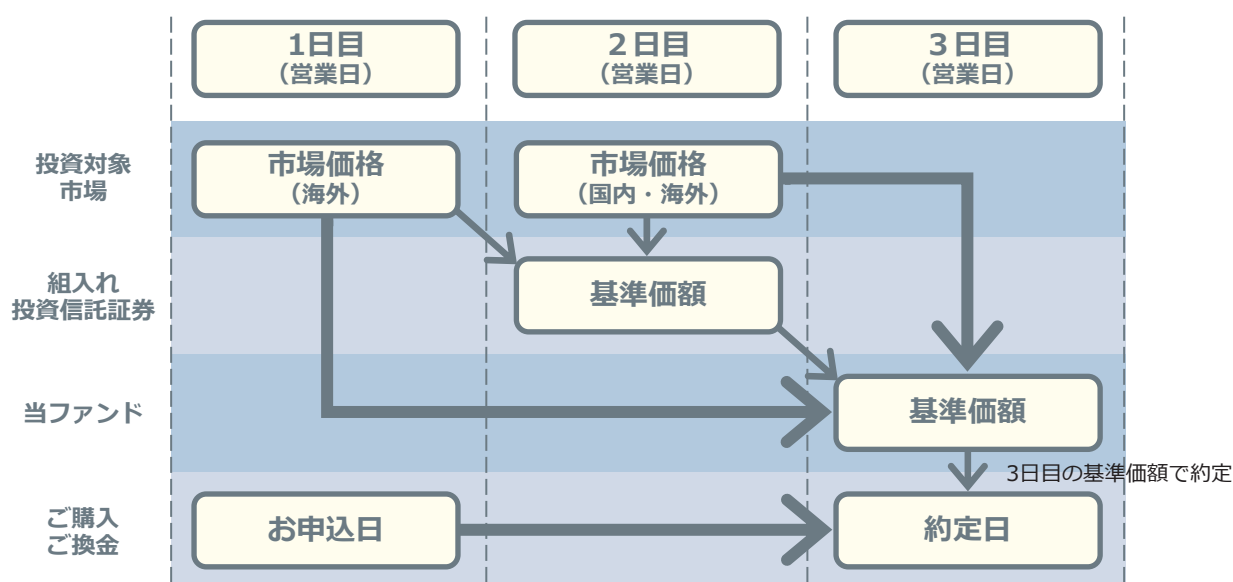 1日目
（営業日）
２日目
（営業日）
３日目
（営業日）
投資対象
市場
市場価格
（海外）
市場価格
（国内・海外）
組入れ
投資信託証券
基準価額
当ファンド
基準価額
3日目の基準価額で約定
ご購入
ご換金
お申込日
約定日